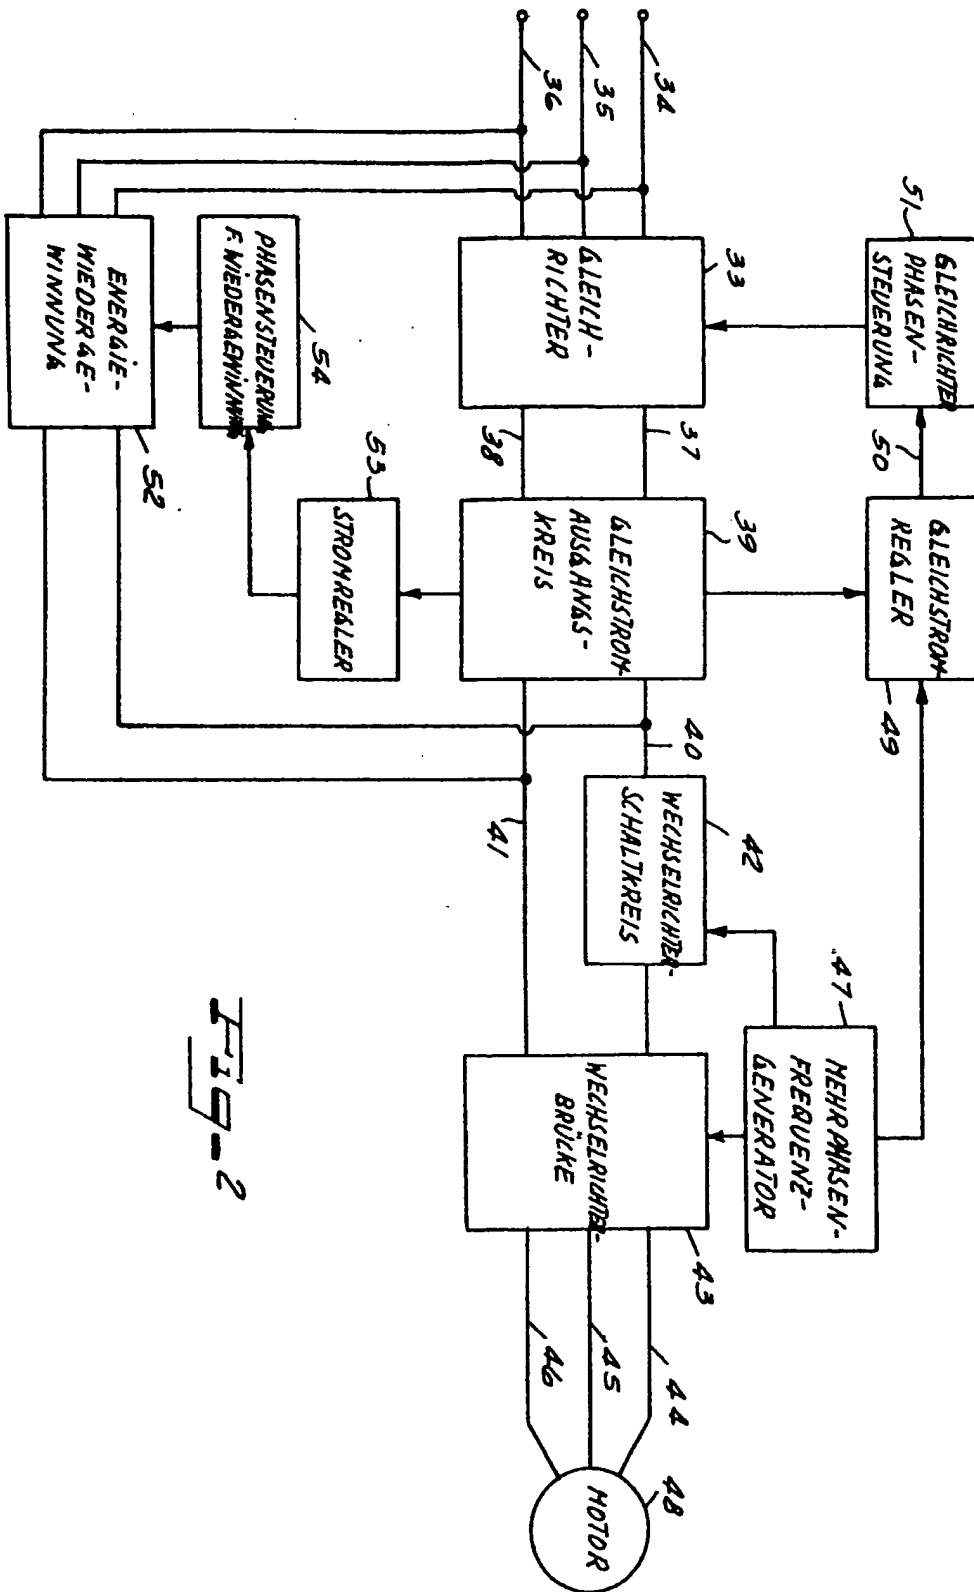 34
35
36
51
GLEICHRICHTER
PHASEN-
STEUERUNG
50
GLEICHSTROM-
REGLER
49
33
GLEICH-
RICHTER
37
38
39
GLEICHSTROM-
AUSGANGS-
KREIS
40
41
42
WECHSELRICHTER-
SCHALTKREIS
47
MEHRPHASEN-
FREQUENZ-
GENERATOR
WECHSELRICHTER-
BRÜCKE
43
44
45
46
48
MOTOR
54
PHASENSTEUERUNG
F. WIEDERGEWINNUNG
53
STROMREGLER
ENERGIE-
WIEDERGE-
WINNUNG
52
Fig_2